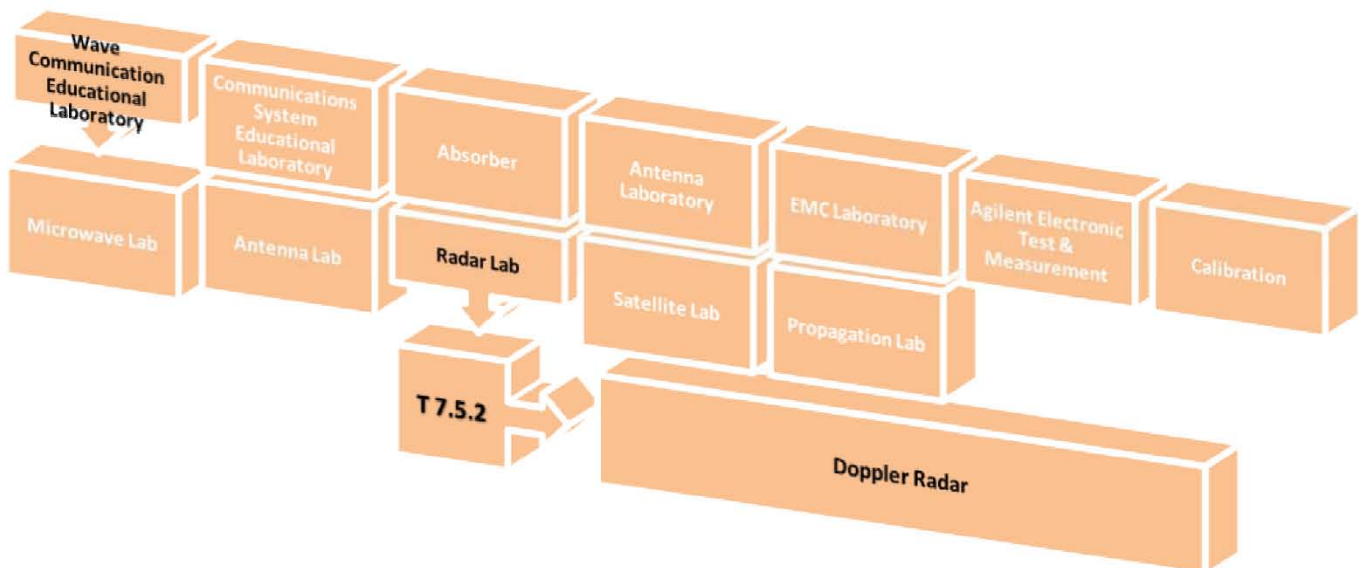 Wave
Communication
Educational
Laboratory
Communications
System
Educational
Laboratory
Absorber
Antenna
Laboratory
EMC Laboratory
Agilent Electronic
Test &
Measurement
Calibration
Microwave Lab
Antenna Lab
Radar Lab
Satellite Lab
Propagation Lab
T 7.5.2
Doppler Radar